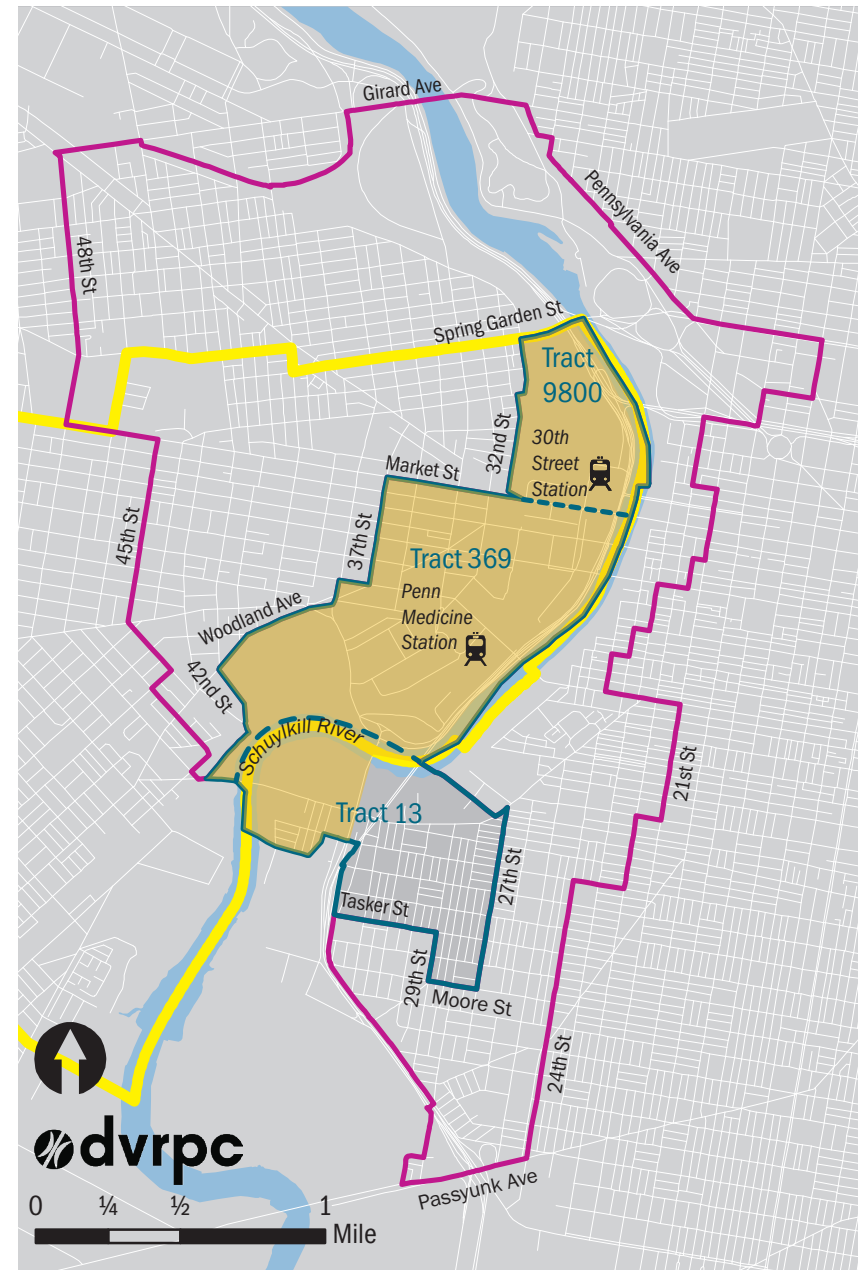 Girard Ave
Pennsylvania Ave
48th St
Spring Garden St
Tract
9800
32nd St
30th
Street
Station
Market St
45th St
37th St
Tract 369
Penn
Medicine
Station
Woodland Ave
42nd St
Schuylkill River
21st St
Tract 13
27th St
Tasker St
29th St
Moore St
24th St
dvrpc
Passyunk Ave
0 ¼ ½ 1
Mile